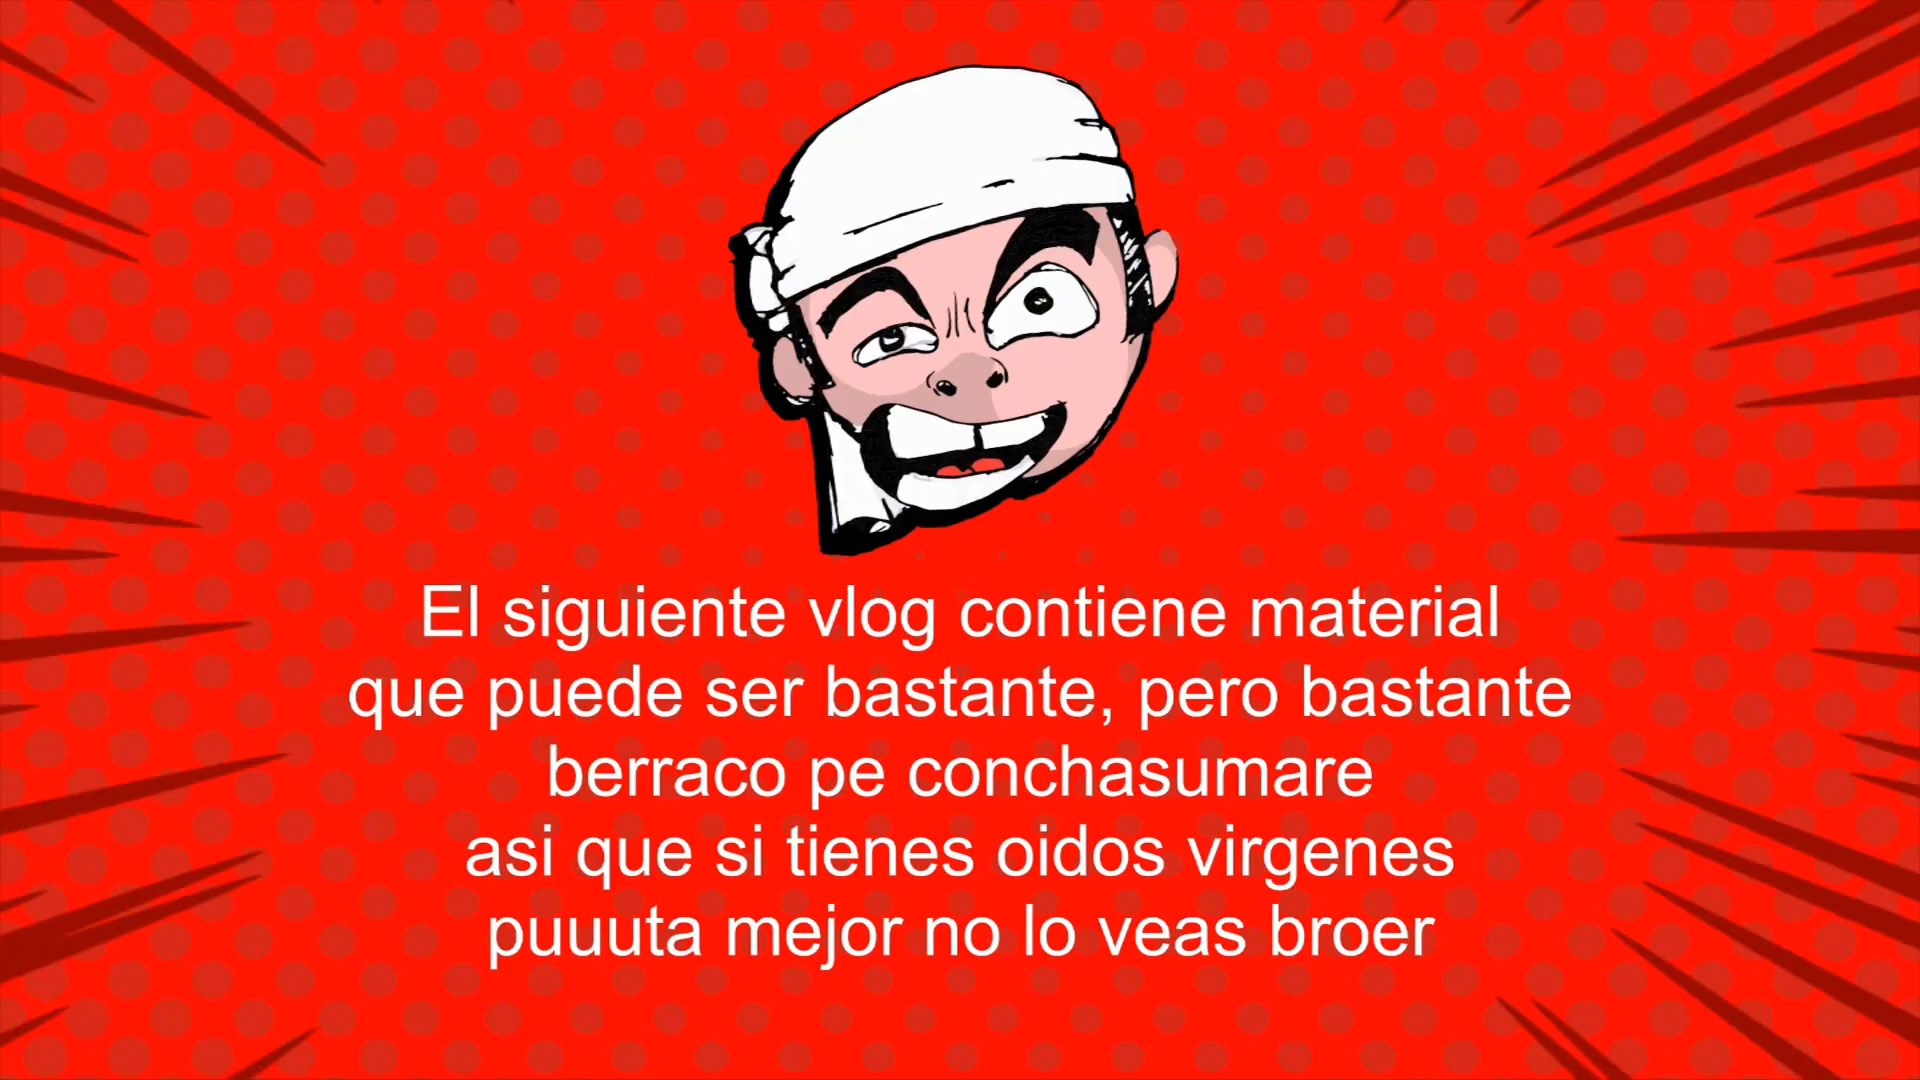 El siguiente vlog contiene material
que puede ser bastante, pero bastante
berraco pe conchasumare
asi que si tienes oidos virgenes
puuuta mejor no lo veas broer